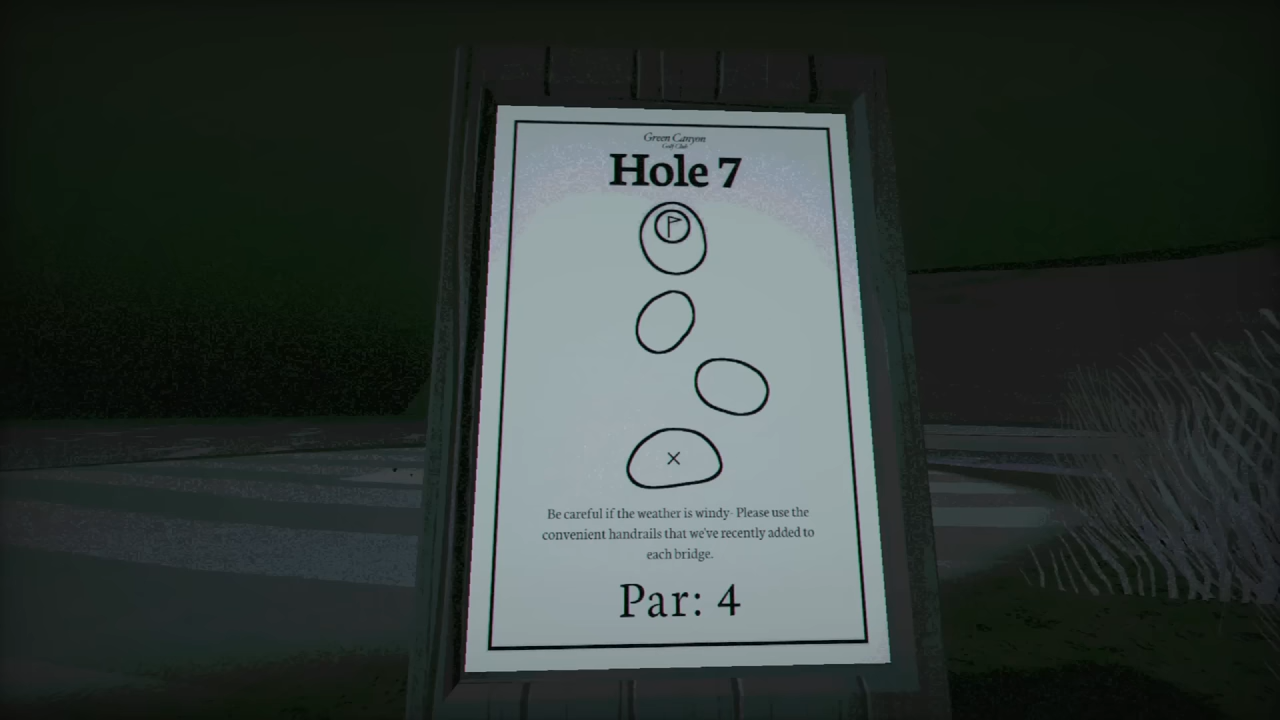 Green Canyon
Golf Club
Hole 7
Be careful if the weather is windy- Please use the
convenient handrails that we've recently added to
each bridge.
Par: 4